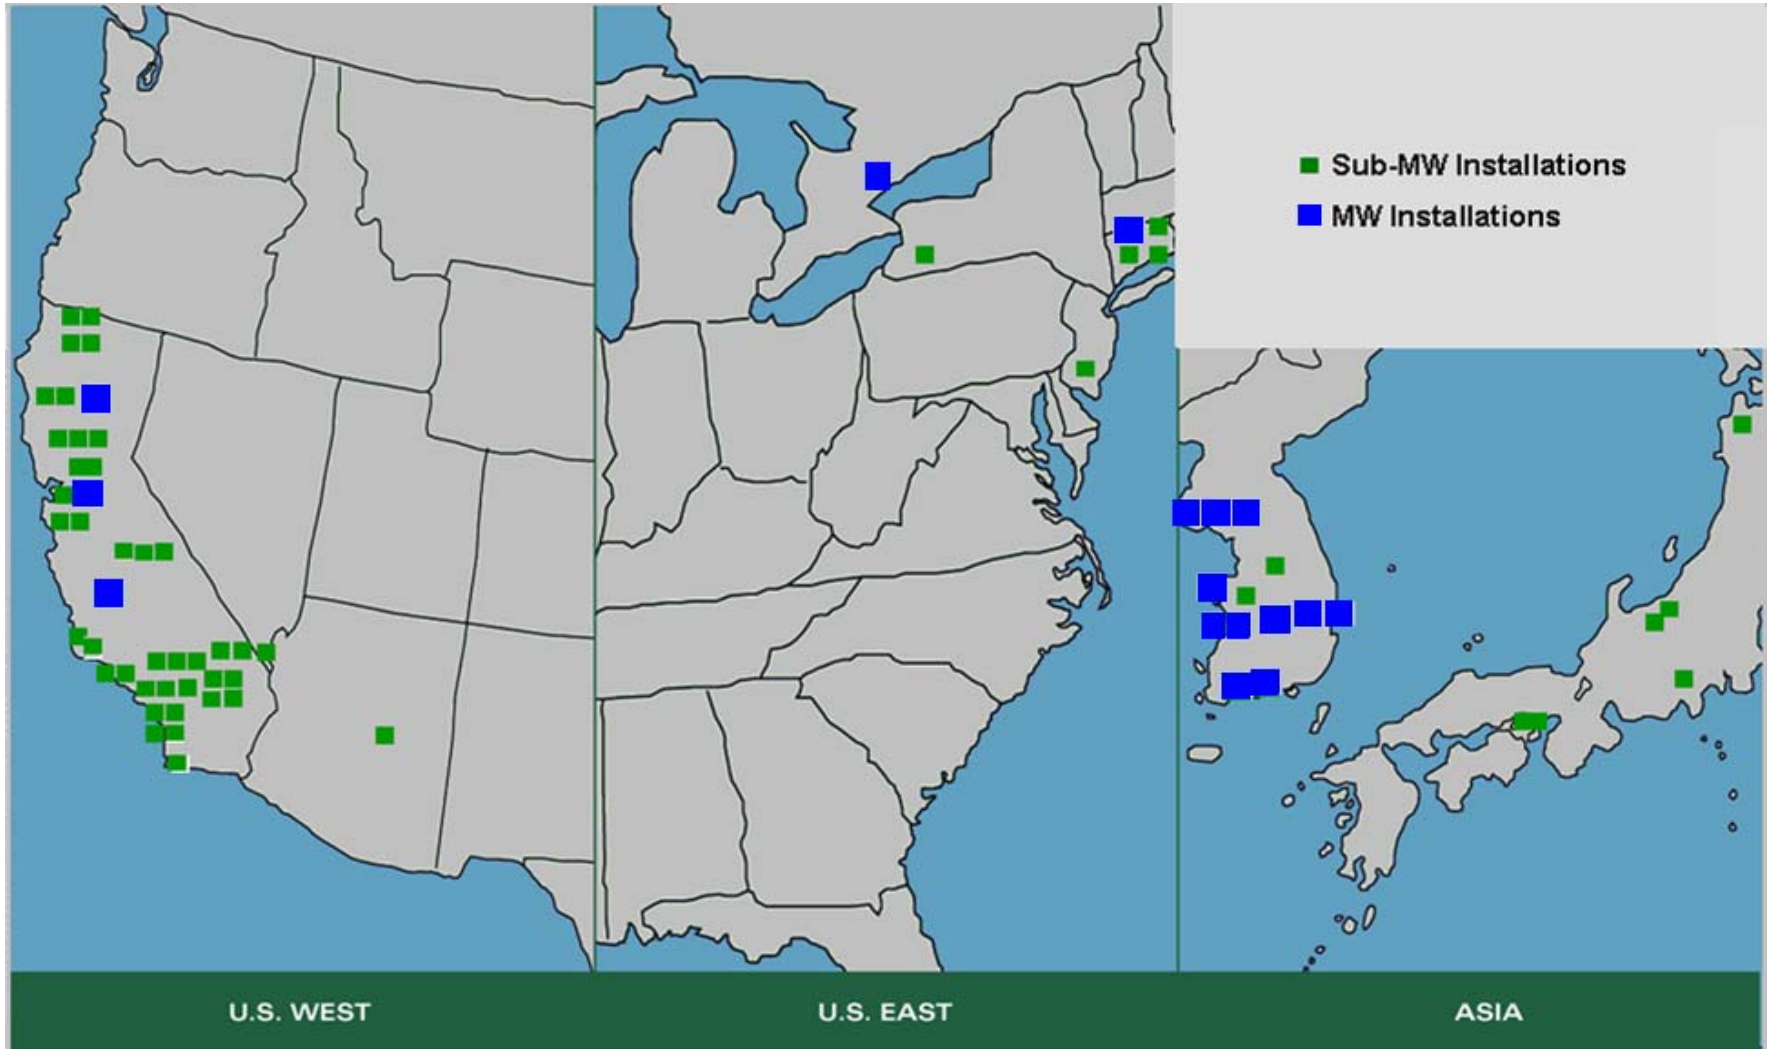 Sub-MW Installations
MW Installations
U.S. WEST
U.S. EAST
ASIA